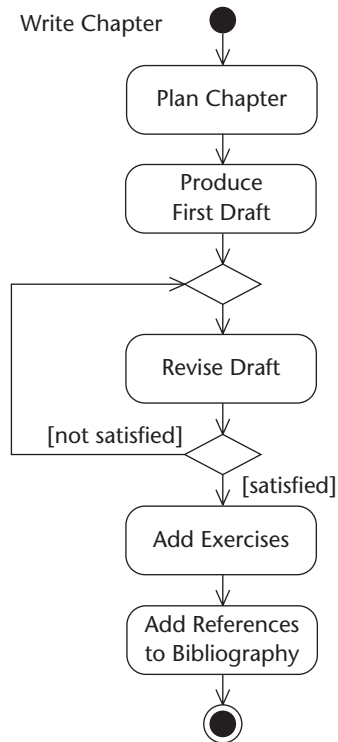 Write Chapter
Plan Chapter
Produce
First Draft
Revise Draft
[not satisfied]
[satisfied]
Add Exercises
Add References
to Bibliography